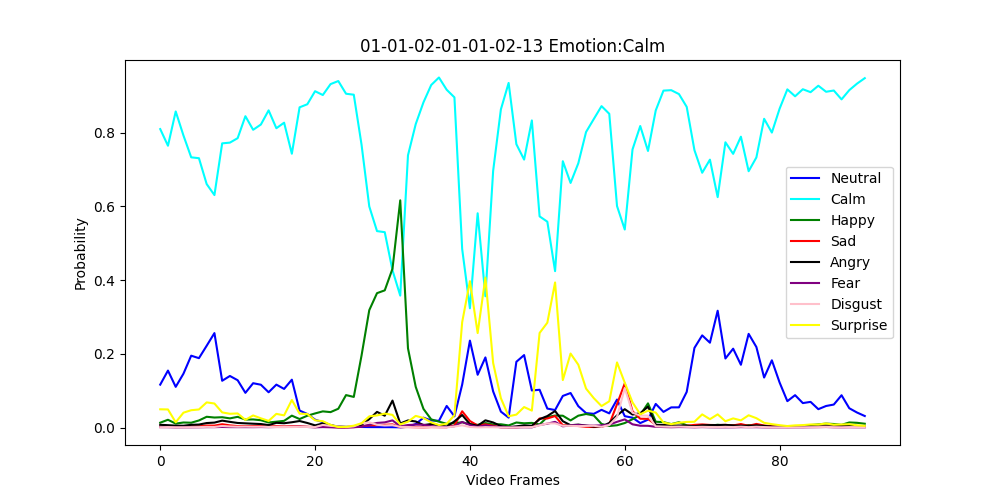 01-01-02-01-01-02-13 Emotion:Calm
Probability
0.8
0.6
0.4
0.2
0.0
0
20
40
60
80
Video Frames
Neutral
Calm
Happy
Sad
Angry
Fear
Disgust
Surprise